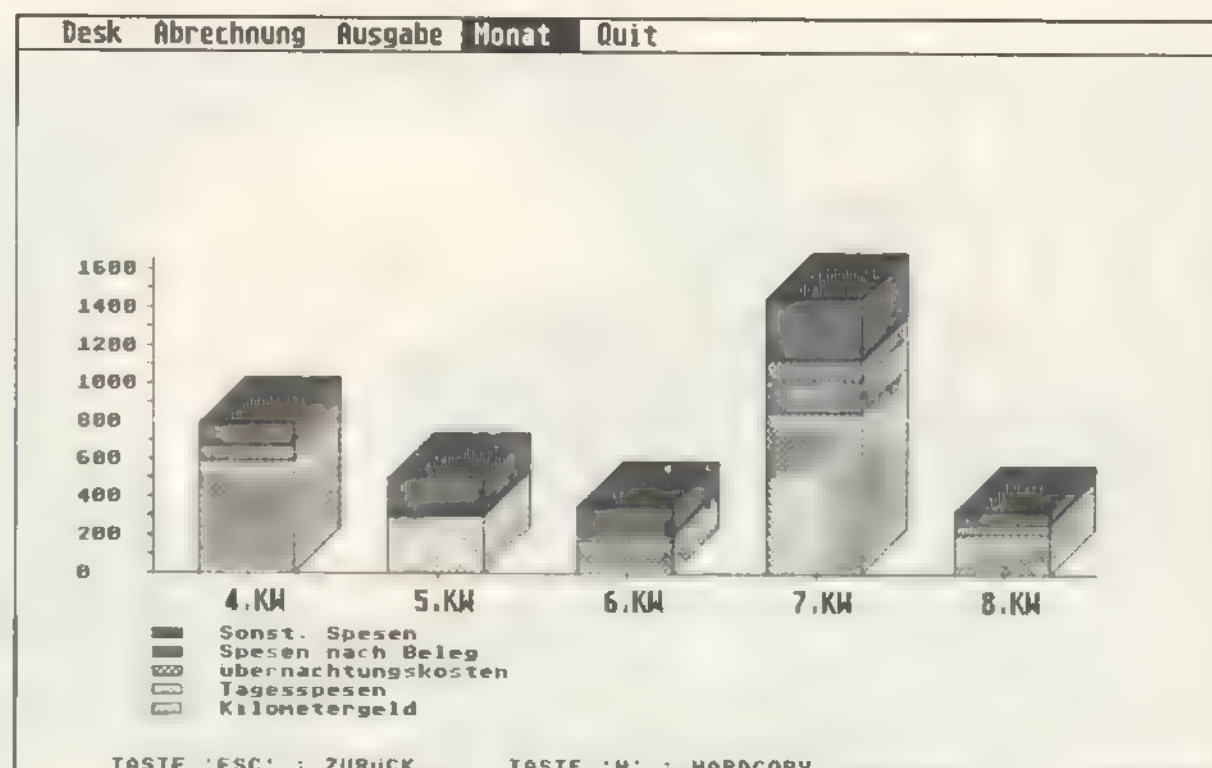 Desk Abrechnung Ausgabe Monat Quit
1600
1400
1200
1000
800
600
400
200
0
4.KW 5.KW 6.KW 7.KW 8.KW
Sonst. Spesen
Spesen nach Beleg
übernachtungskosten
Tagesspesen
Kilometergeld
TASTE 'ESC' : ZURüCK TASTE 'H' : HARDCOPY